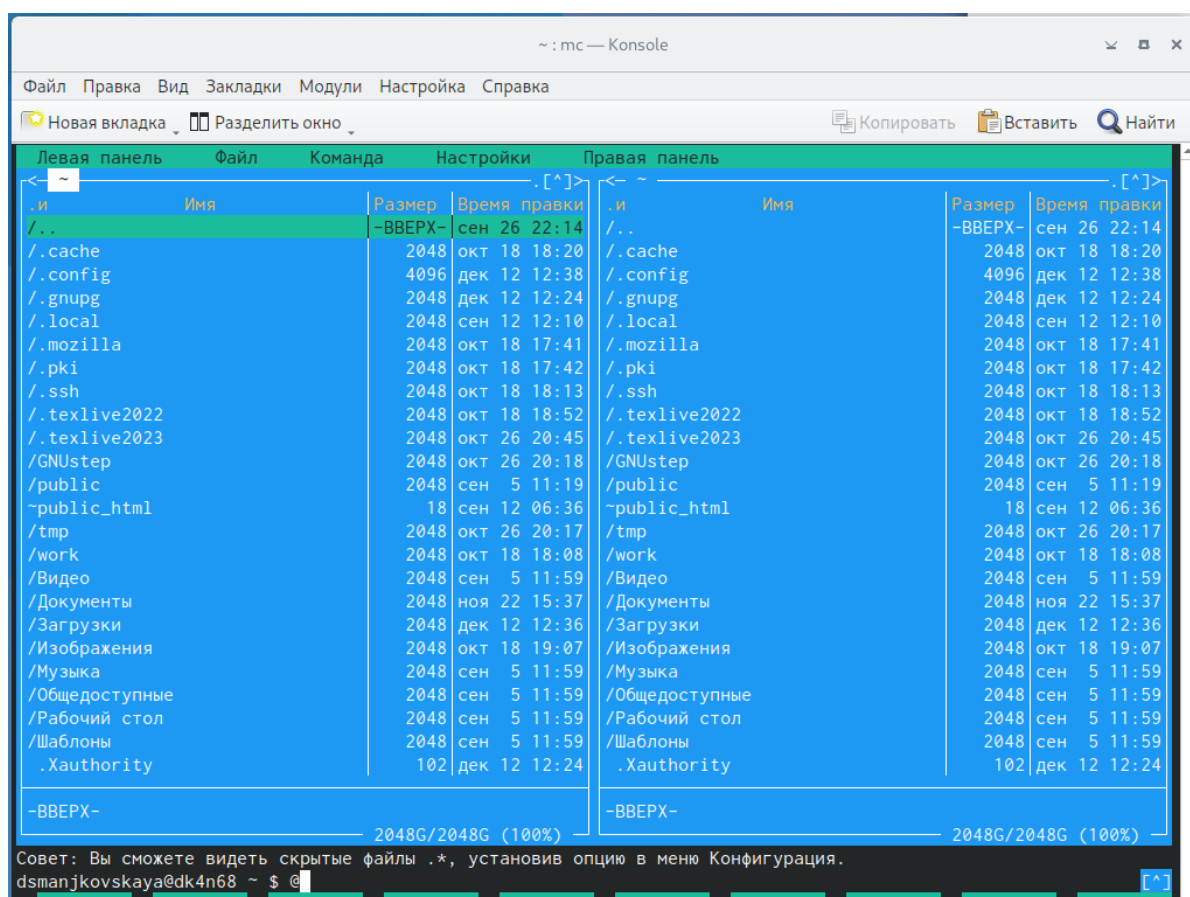 ~ : mc — Konsole
Файл Правка Вид Закладки Модули Настройка Справка
Новая вкладка Разделить окно Копировать Вставить Найти
Левая панель Файл Команда Настройки Правая панель
<- ~ .[^]> <- ~ .[^]>
.и Имя Размер Время правки .и Имя Размер Время правки
/.. -ВВЕРХ- сен 26 22:14 /.. -ВВЕРХ- сен 26 22:14
/.cache 2048 окт 18 18:20 /.cache 2048 окт 18 18:20
/.config 4096 дек 12 12:38 /.config 4096 дек 12 12:38
/.gnupg 2048 дек 12 12:24 /.gnupg 2048 дек 12 12:24
/.local 2048 сен 12 12:10 /.local 2048 сен 12 12:10
/.mozilla 2048 окт 18 17:41 /.mozilla 2048 окт 18 17:41
/.pki 2048 окт 18 17:42 /.pki 2048 окт 18 17:42
/.ssh 2048 окт 18 18:13 /.ssh 2048 окт 18 18:13
/.texlive2022 2048 окт 18 18:52 /.texlive2022 2048 окт 18 18:52
/.texlive2023 2048 окт 26 20:45 /.texlive2023 2048 окт 26 20:45
/GNUstep 2048 окт 26 20:18 /GNUstep 2048 окт 26 20:18
/public 2048 сен 5 11:19 /public 2048 сен 5 11:19
~public_html 18 сен 12 06:36 ~public_html 18 сен 12 06:36
/tmp 2048 окт 26 20:17 /tmp 2048 окт 26 20:17
/work 2048 окт 18 18:08 /work 2048 окт 18 18:08
/Видео 2048 сен 5 11:59 /Видео 2048 сен 5 11:59
/Документы 2048 ноя 22 15:37 /Документы 2048 ноя 22 15:37
/Загрузки 2048 дек 12 12:36 /Загрузки 2048 дек 12 12:36
/Изображения 2048 окт 18 19:07 /Изображения 2048 окт 18 19:07
/Музыка 2048 сен 5 11:59 /Музыка 2048 сен 5 11:59
/Общедоступные 2048 сен 5 11:59 /Общедоступные 2048 сен 5 11:59
/Рабочий стол 2048 сен 5 11:59 /Рабочий стол 2048 сен 5 11:59
/Шаблоны 2048 сен 5 11:59 /Шаблоны 2048 сен 5 11:59
.Xauthority 102 дек 12 12:24 .Xauthority 102 дек 12 12:24
-ВВЕРХ- -ВВЕРХ-
2048G/2048G (100%) 2048G/2048G (100%)
Совет: Вы сможете видеть скрытые файлы .*, установив опцию в меню Конфигурация.
dsmanjkovskaya@dk4n68 ~ $ @ [^]